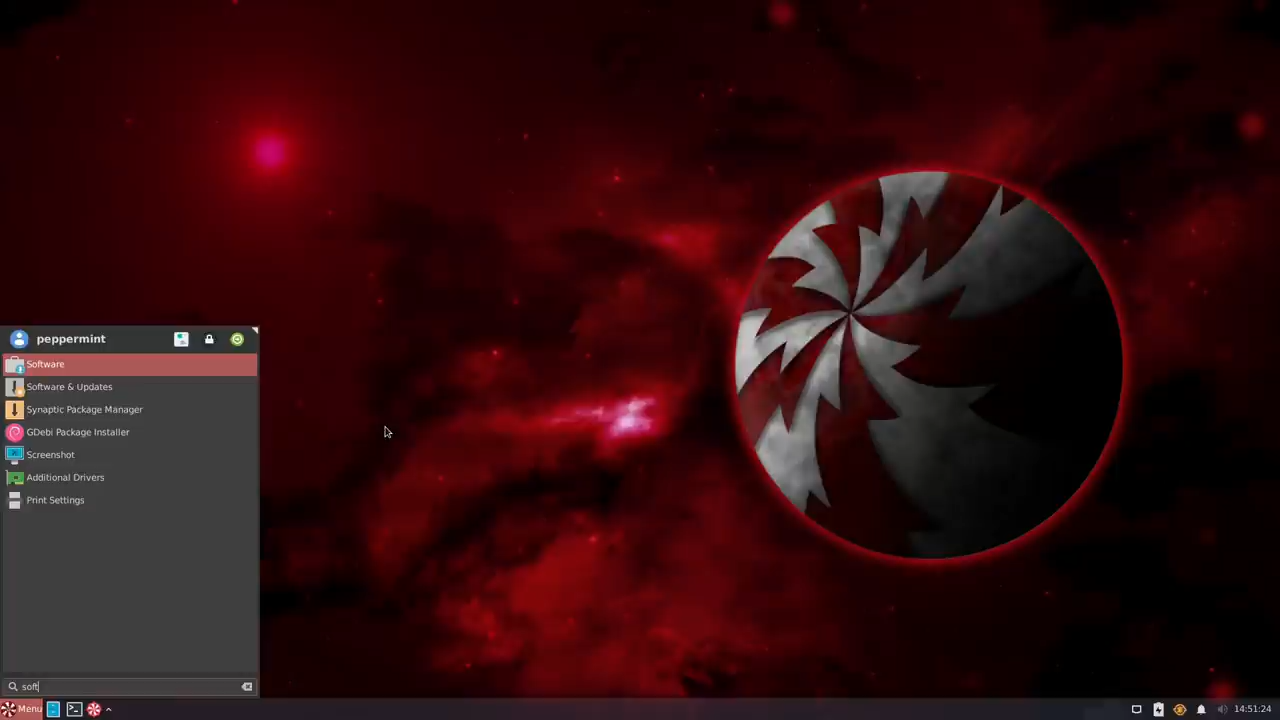 peppermint
Software
Software & Updates
Synaptic Package Manager
GDebi Package Installer
Screenshot
Additional Drivers
Print Settings
soft
Menu
14:51:24